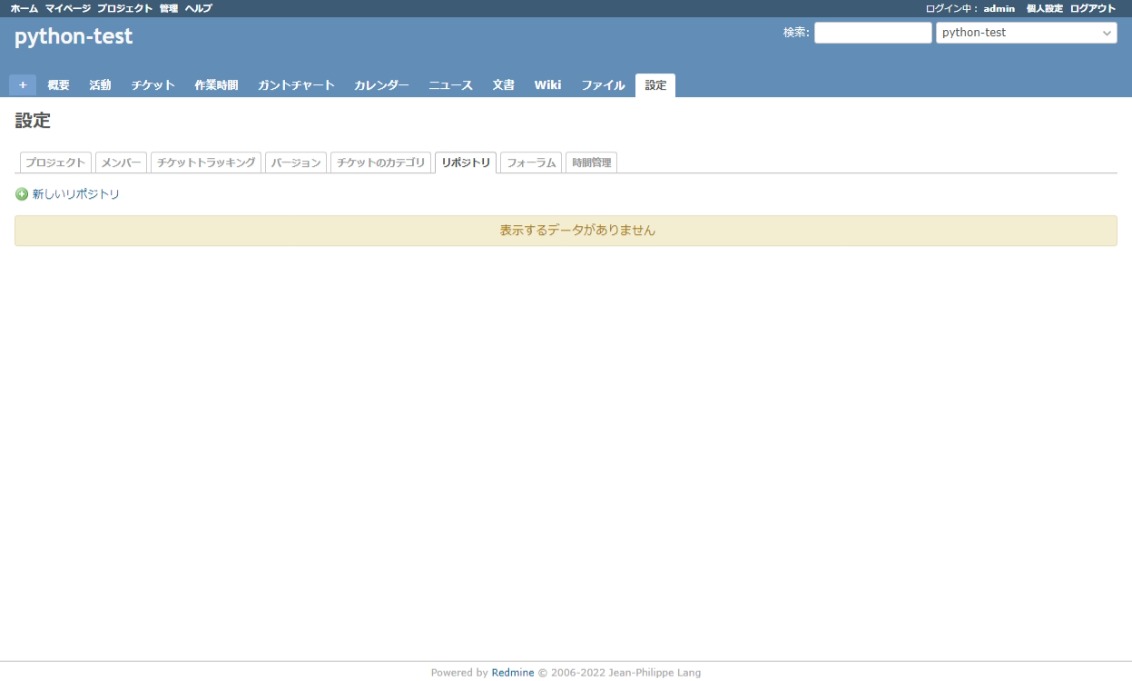 ホーム マイページ プロジェクト 管理 ヘルプ ログイン中： admin 個人設定 ログアウト
python-test 検索: python-test
+ 概要 活動 チケット 作業時間 ガントチャート カレンダー ニュース 文書 Wiki ファイル 設定
設定
プロジェクト メンバー チケットトラッキング バージョン チケットのカテゴリ リポジトリ フォーラム 時間管理
新しいリポジトリ
表示するデータがありません
Powered by Redmine © 2006-2022 Jean-Philippe Lang